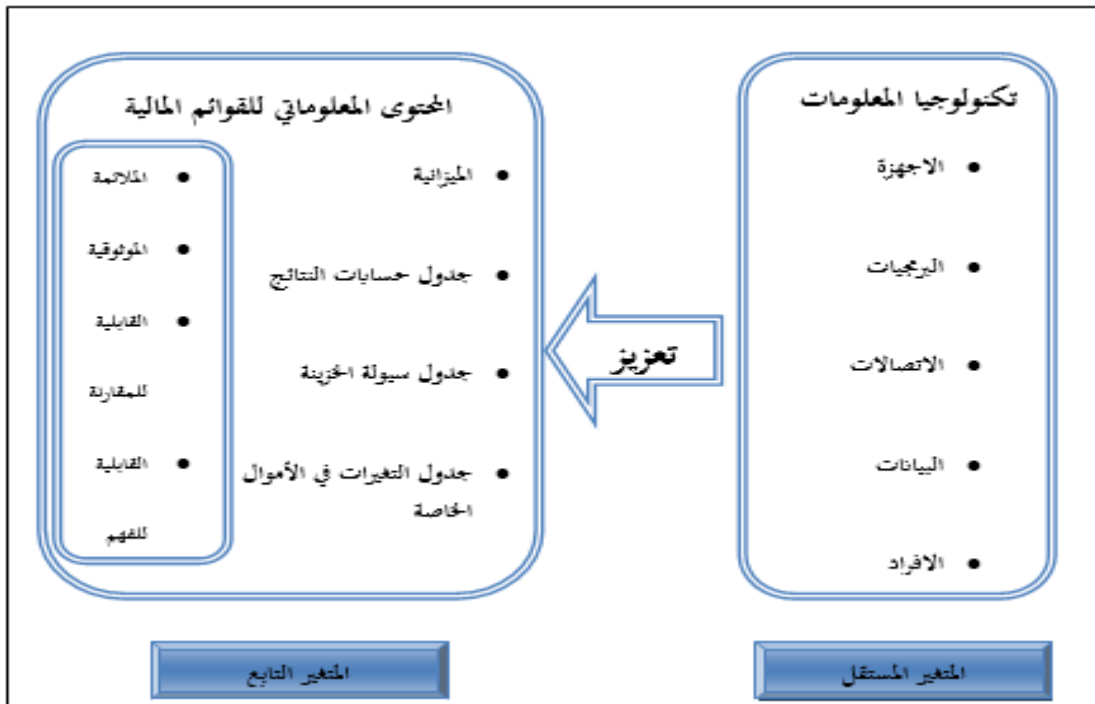 تكنولوجيا المعلومات
• الاجهزة
• البرمجيات
• الاتصالات
• البيانات
• الافراد
تعزيز
المحتوى المعلوماتي للقوائم المالية
• الميزانية
• جدول حسابات النتائج
• جدول سيولة الخزينة
• جدول التغيرات في الأموال
الخاصة
• الملائمة
• الموثوقية
• القابلية
للمقارنة
• القابلية
للفهم
المتغير المستقل
المتغير التابع